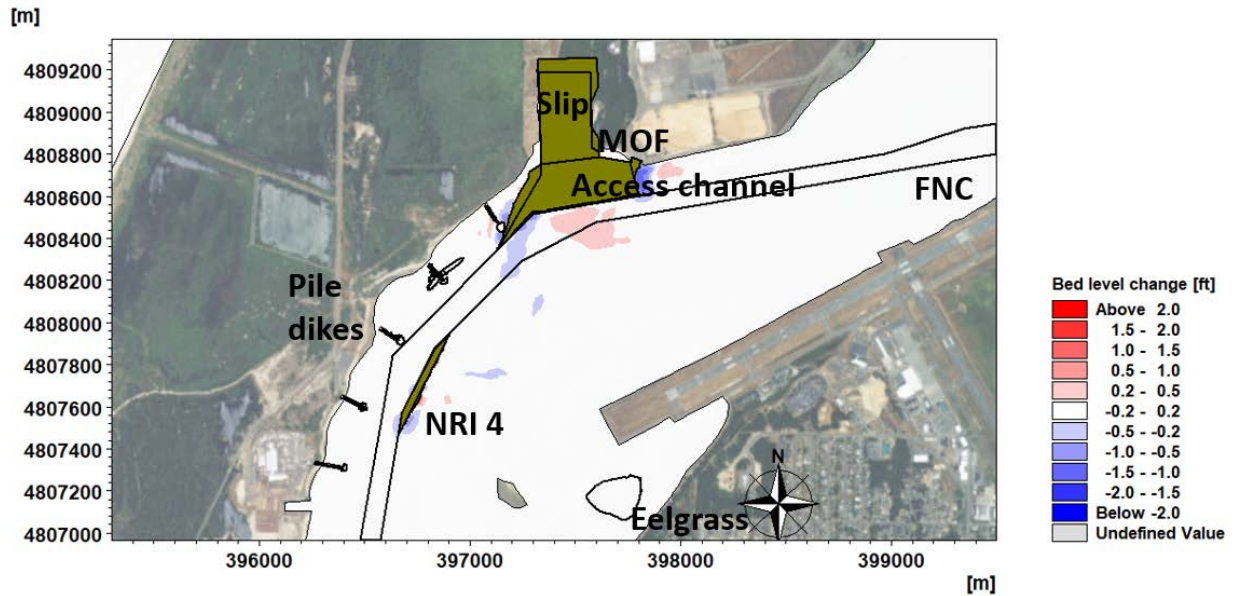 [m]
4809200
4809000
4808800
4808600
4808400
4808200
4808000
4807800
4807600
4807400
4807200
4807000
Slip
MOF
Access channel
FNC
Pile
dikes
NRI 4
Eelgrass
N
396000
397000
398000
399000
[m]
Bed level change [ft]
Above 2.0
1.5 - 2.0
1.0 - 1.5
0.5 - 1.0
0.2 - 0.5
-0.2 - 0.2
-0.5 - -0.2
-1.0 - -0.5
-1.5 - -1.0
-2.0 - -1.5
Below -2.0
Undefined Value